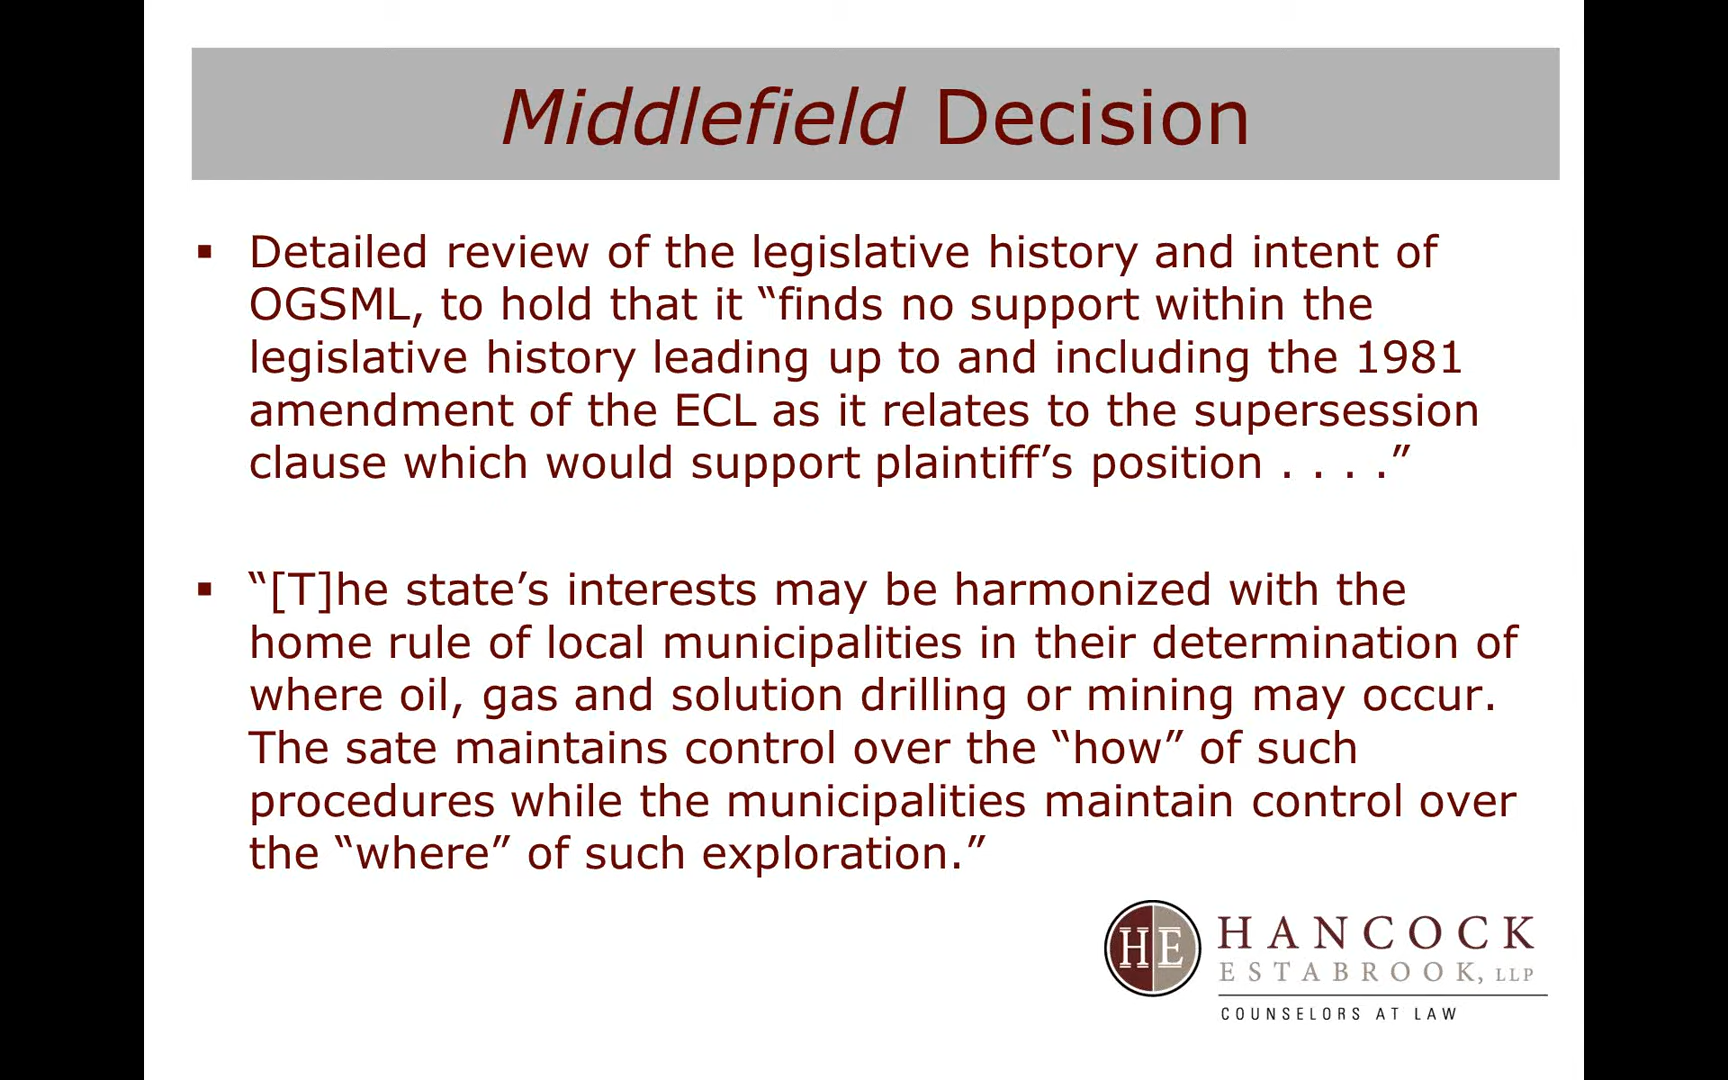 Middlefield Decision
▪ Detailed review of the legislative history and intent of
OGSML, to hold that it “finds no support within the
legislative history leading up to and including the 1981
amendment of the ECL as it relates to the supersession
clause which would support plaintiff’s position . . . .”
▪ “[T]he state’s interests may be harmonized with the
home rule of local municipalities in their determination of
where oil, gas and solution drilling or mining may occur.
The sate maintains control over the “how” of such
procedures while the municipalities maintain control over
the “where” of such exploration.”
HE
HANCOCK
ESTABROOK, LLP
COUNSELORS AT LAW